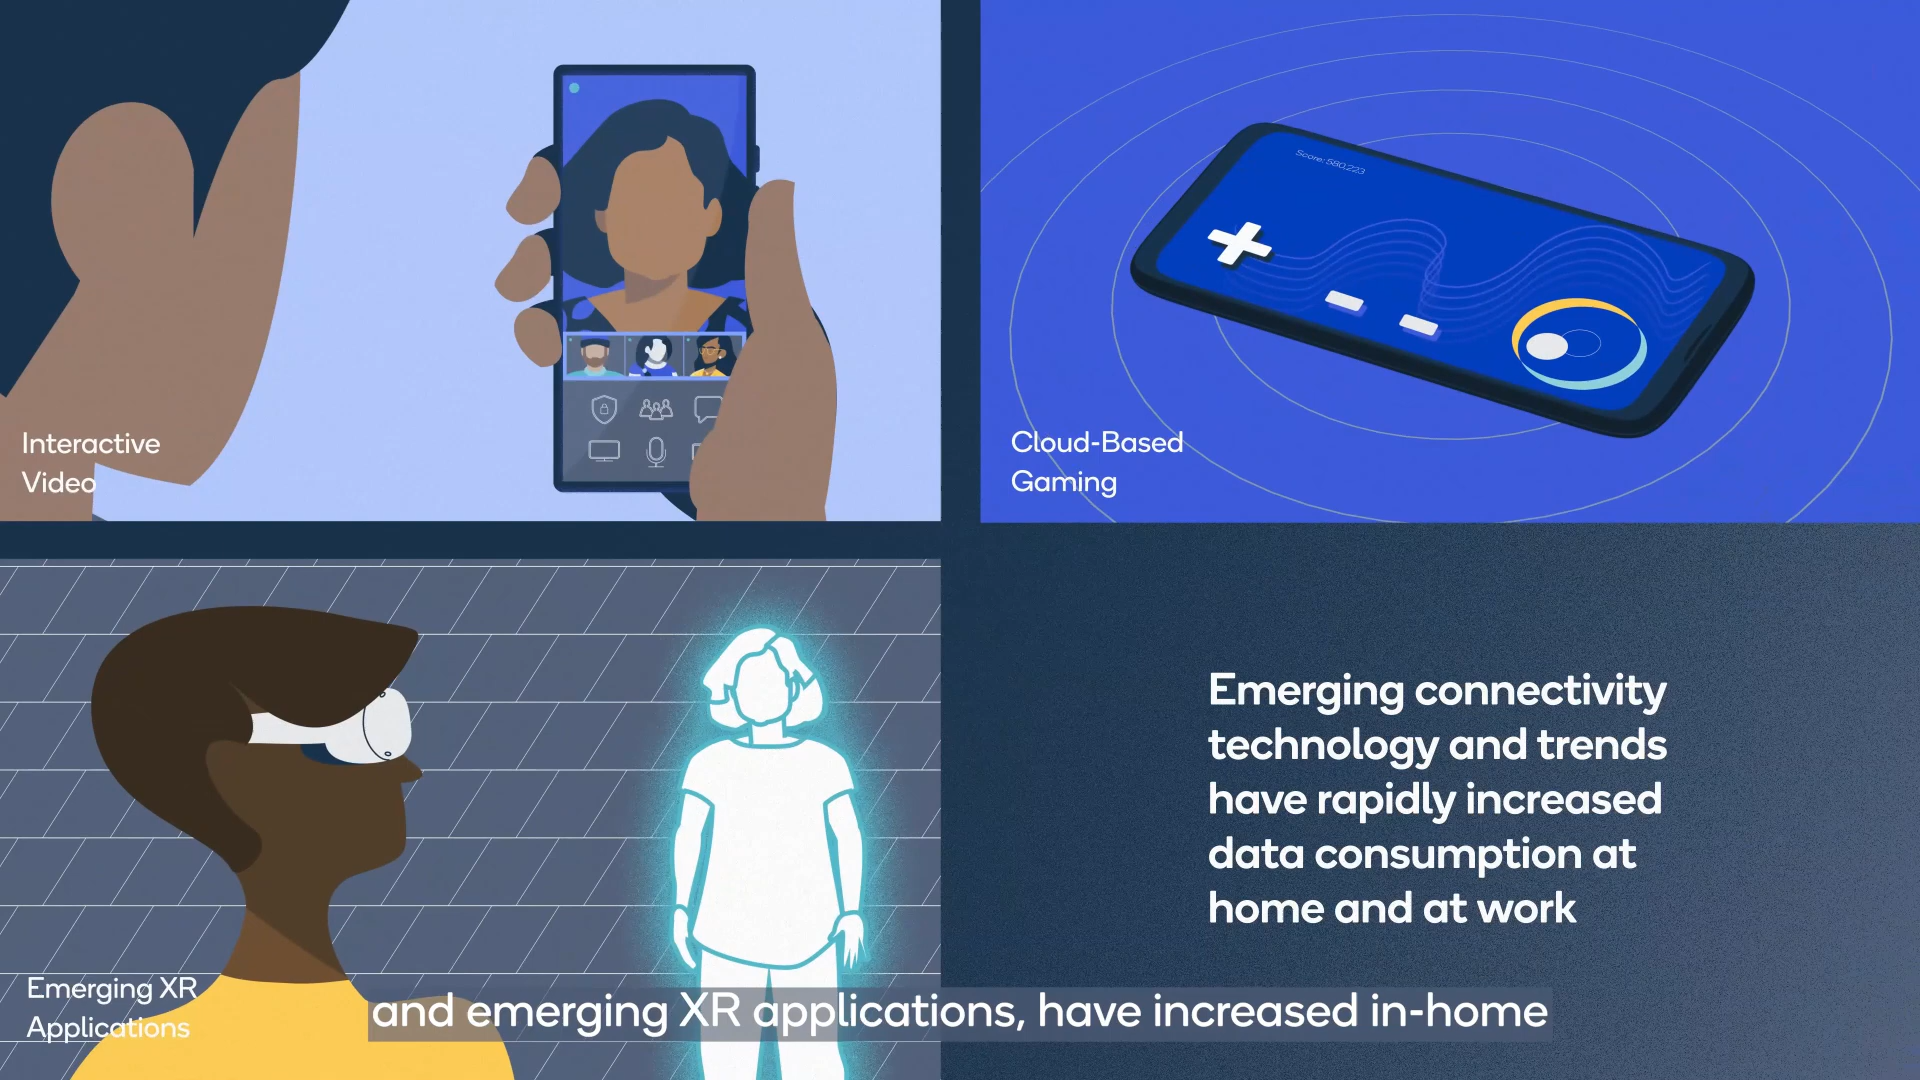 Interactive
Video
Score: 580,223
Cloud-Based
Gaming
Emerging connectivity
technology and trends
have rapidly increased
data consumption at
home and at work
Emerging XR
Applications
and emerging XR applications, have increased in-home